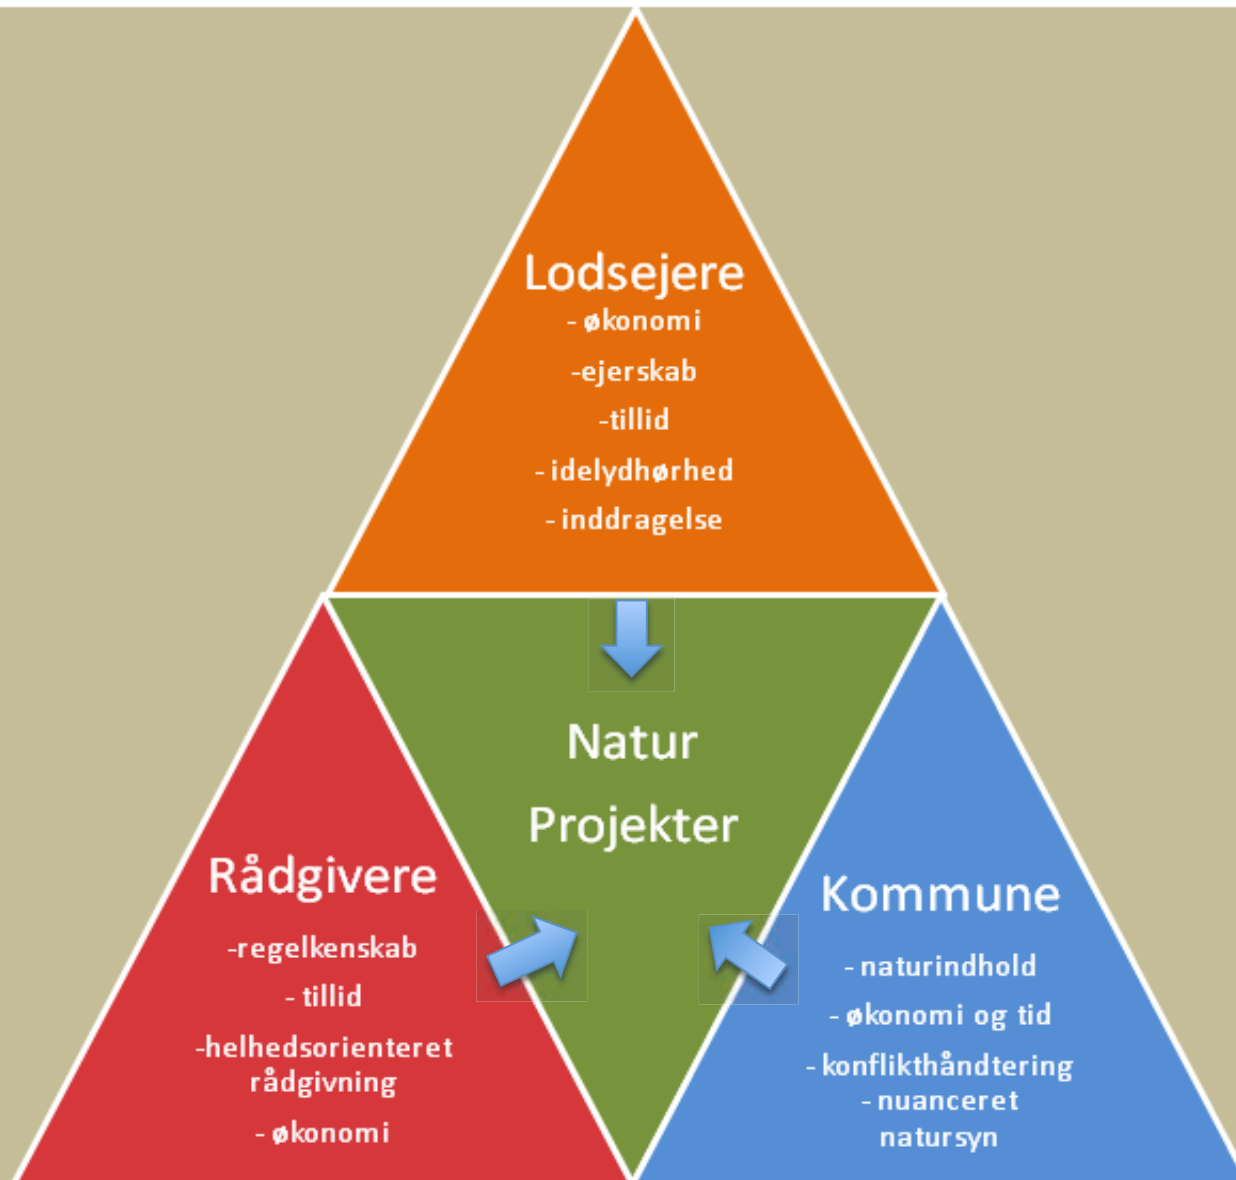 Lodsejere
- økonomi
-ejerskab
-tillid
- idelydhørhed
- inddragelse
Natur
Projekter
Rådgivere
-regelkenskab
- tillid
-helhedsorienteret
rådgivning
- økonomi
Kommune
- naturindhold
- økonomi og tid
- konflikthåndtering
- nuanceret
natursyn